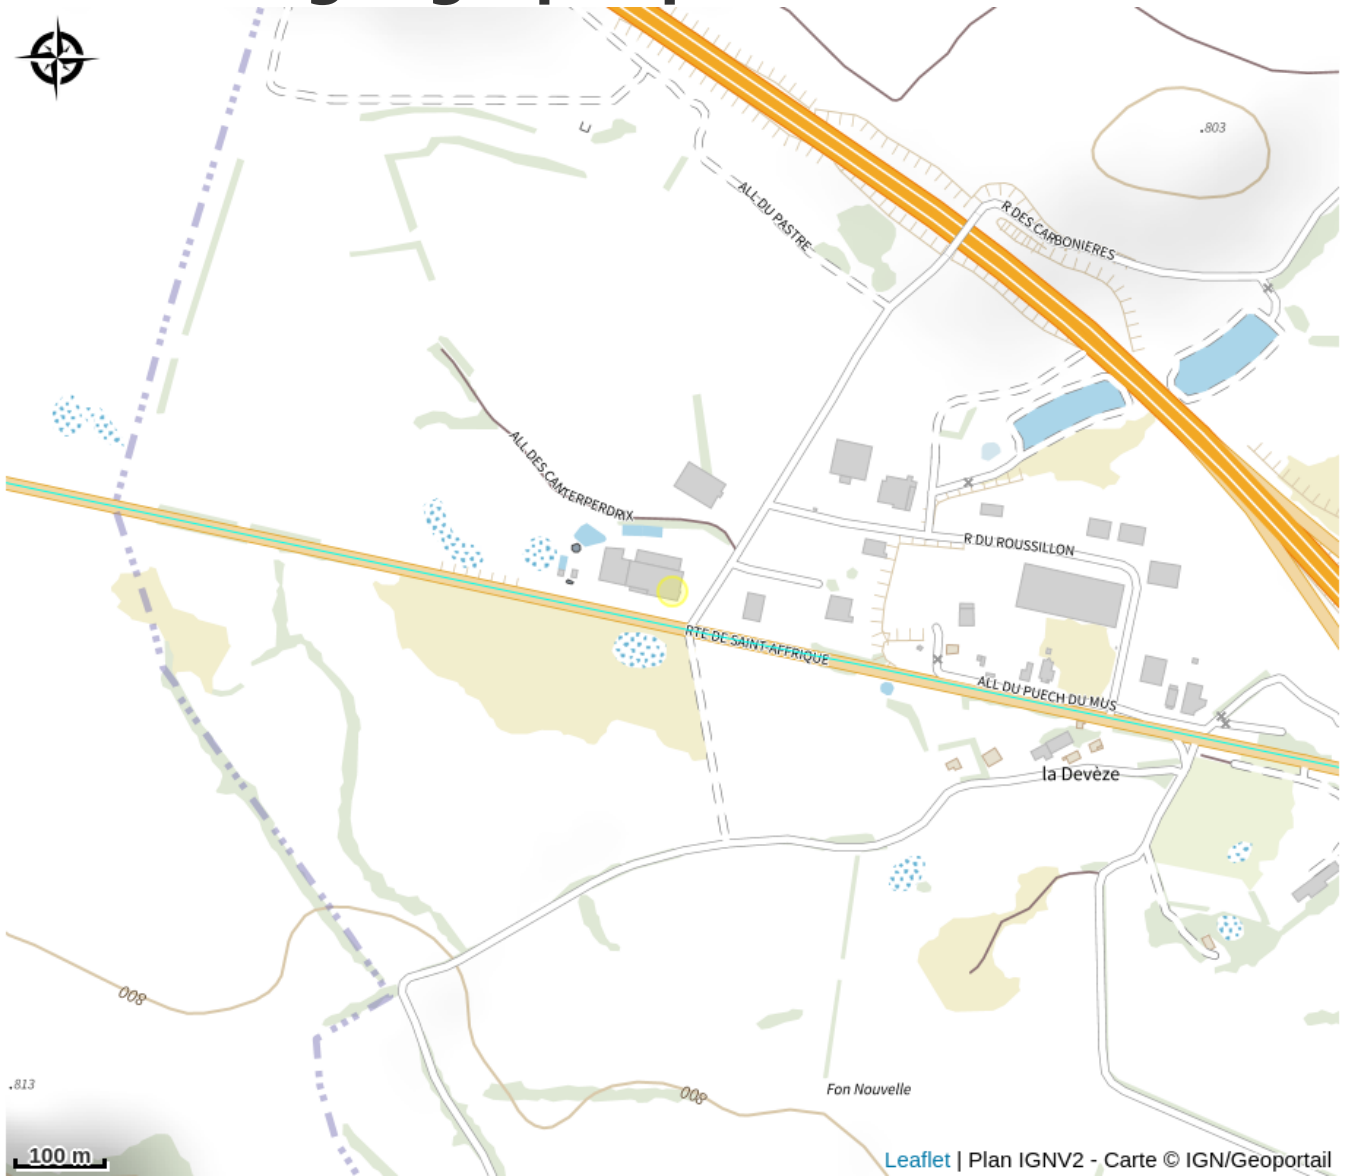 .803
R DES CARBONIERES
ALL DU PASTRE
ALL DES CANTERPERDRIX
R DU ROUSSILLON
RTE DE SAINT-AFFRIQUE
ALL DU PUECH DU MUS
la Devèze
800
.813
Fon Nouvelle
800
100 m
Leaflet | Plan IGNV2 - Carte © IGN/Geoportail